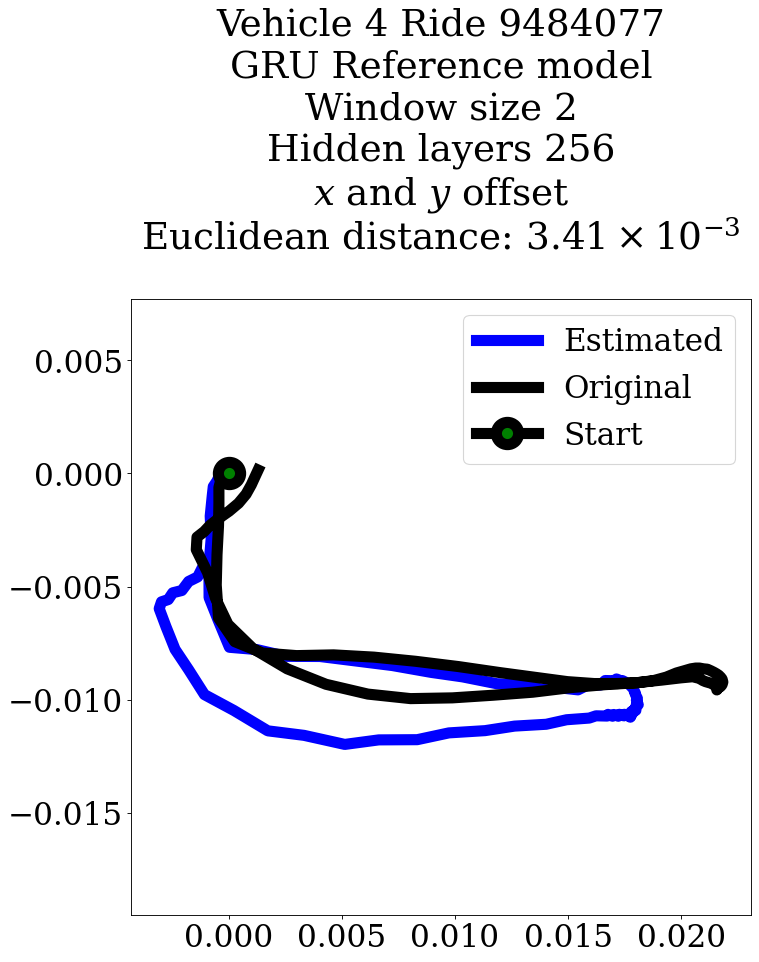 Vehicle 4 Ride 9484077
GRU Reference model
Window size 2
Hidden layers 256
x and y offset
Euclidean distance: 3.41 × 10⁻³
Estimated
Original
Start
0.005
0.000
−0.005
−0.010
−0.015
0.000 0.005 0.010 0.015 0.020